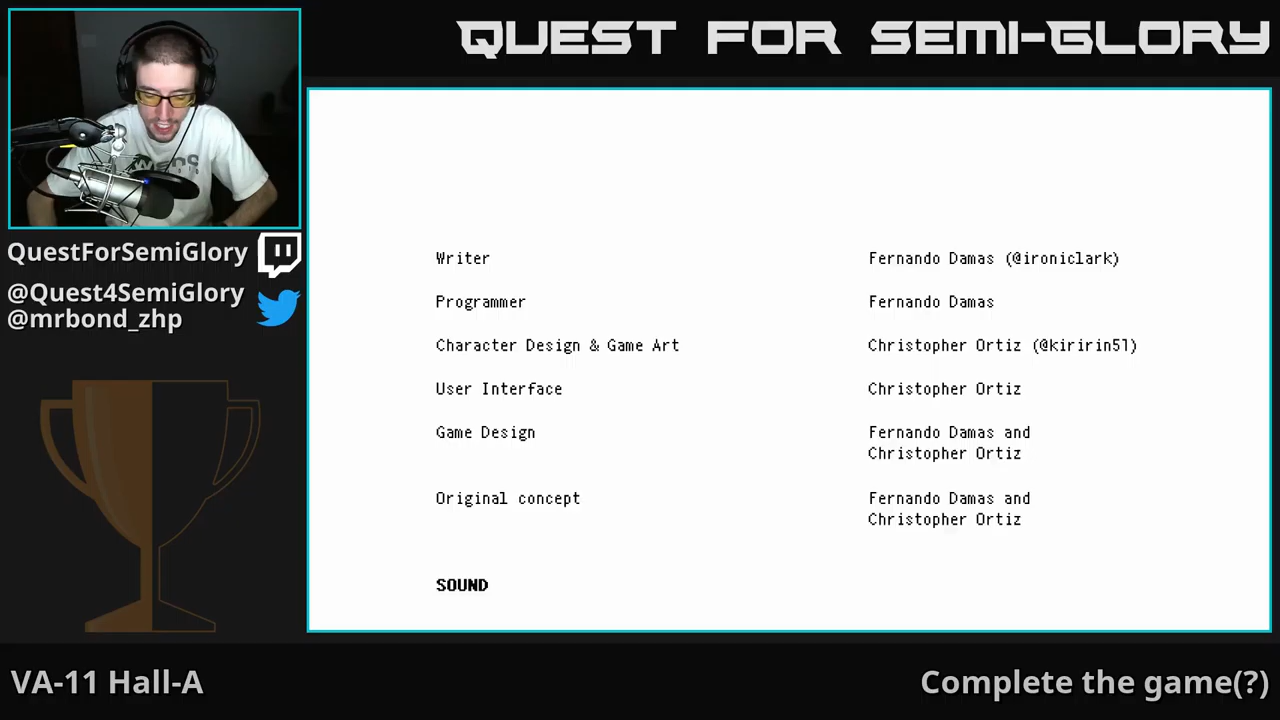 QUEST FOR SEMI-GLORY
QuestForSemiGlory
@Quest4SemiGlory
@mrbond_zhp
Writer Fernando Damas (@ironiclark)
Programmer Fernando Damas
Character Design & Game Art Christopher Ortiz (@kiririn51)
User Interface Christopher Ortiz
Game Design Fernando Damas and
Christopher Ortiz
Original concept Fernando Damas and
Christopher Ortiz
SOUND
VA-11 Hall-A
Complete the game(?)